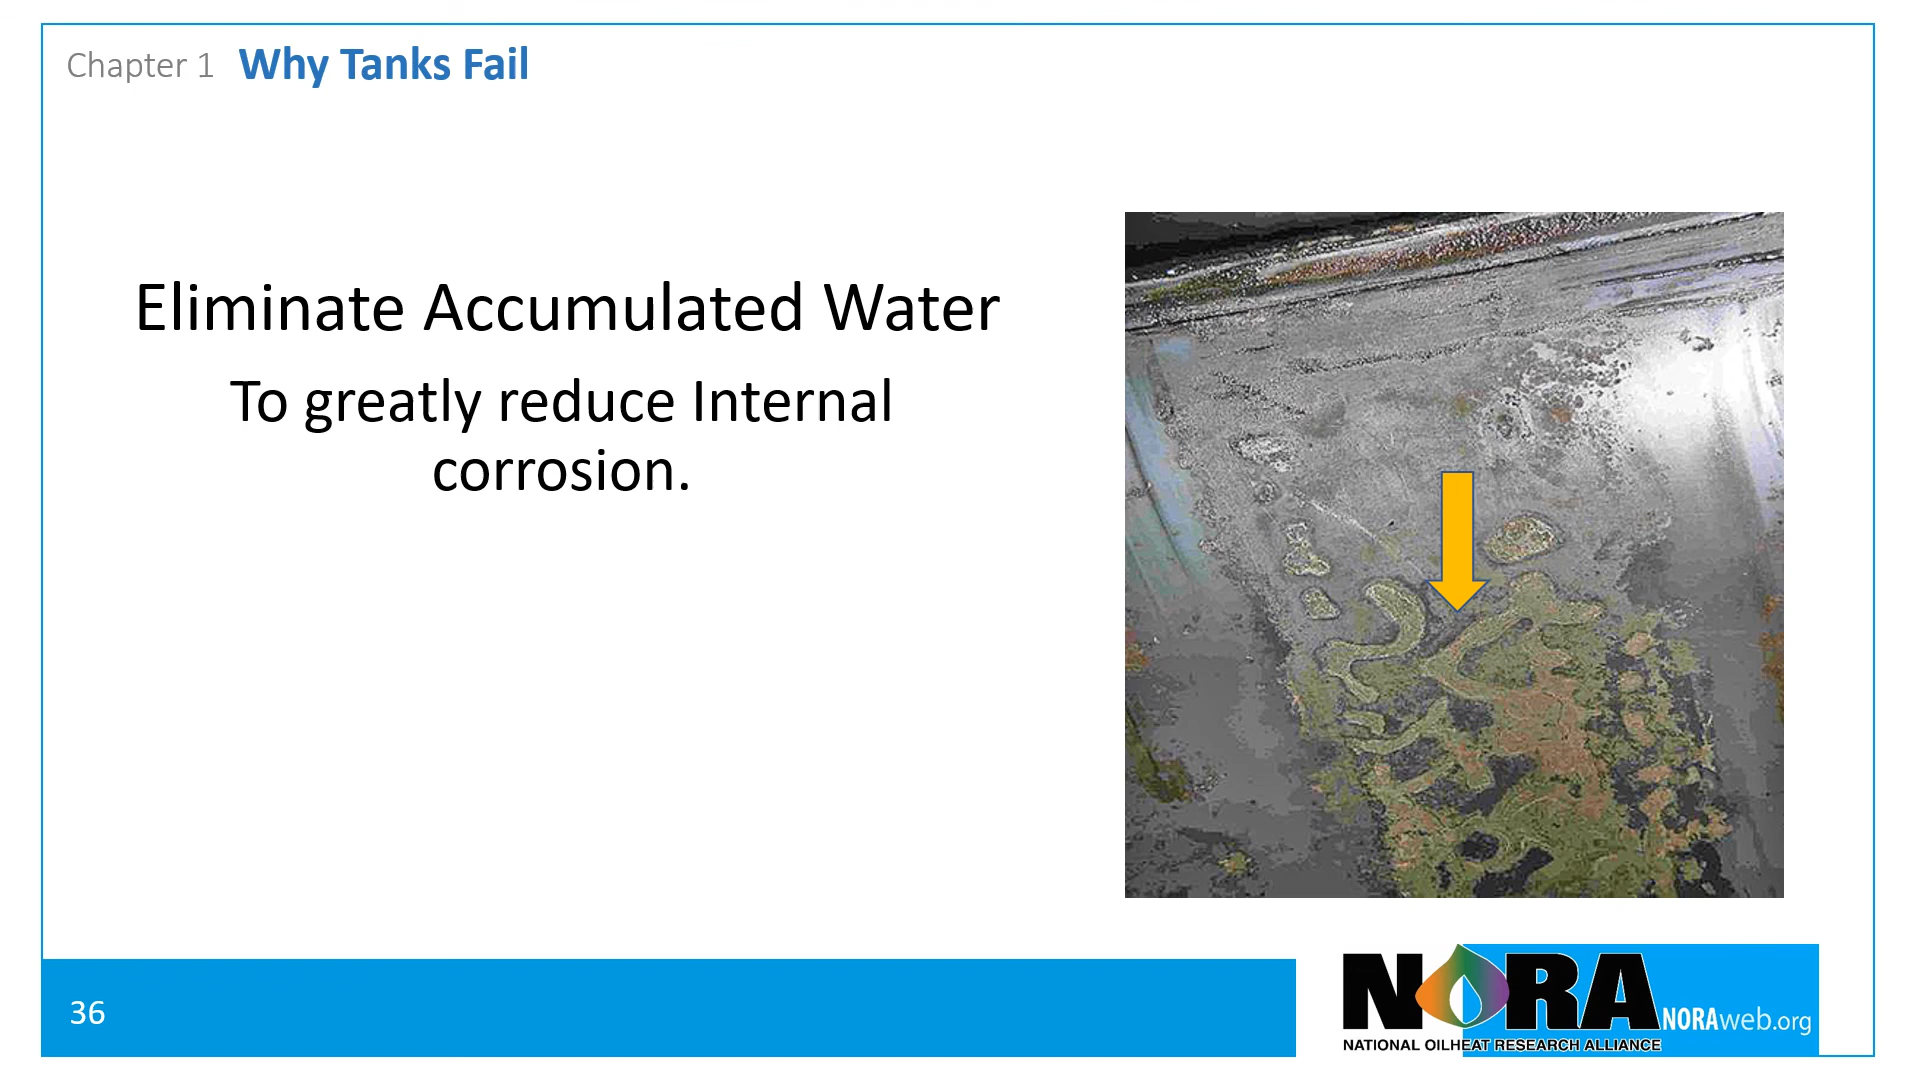 Chapter 1 Why Tanks Fail
Eliminate Accumulated Water
To greatly reduce Internal
corrosion.
36
NORA
NORAweb.org
NATIONAL OILHEAT RESEARCH ALLIANCE